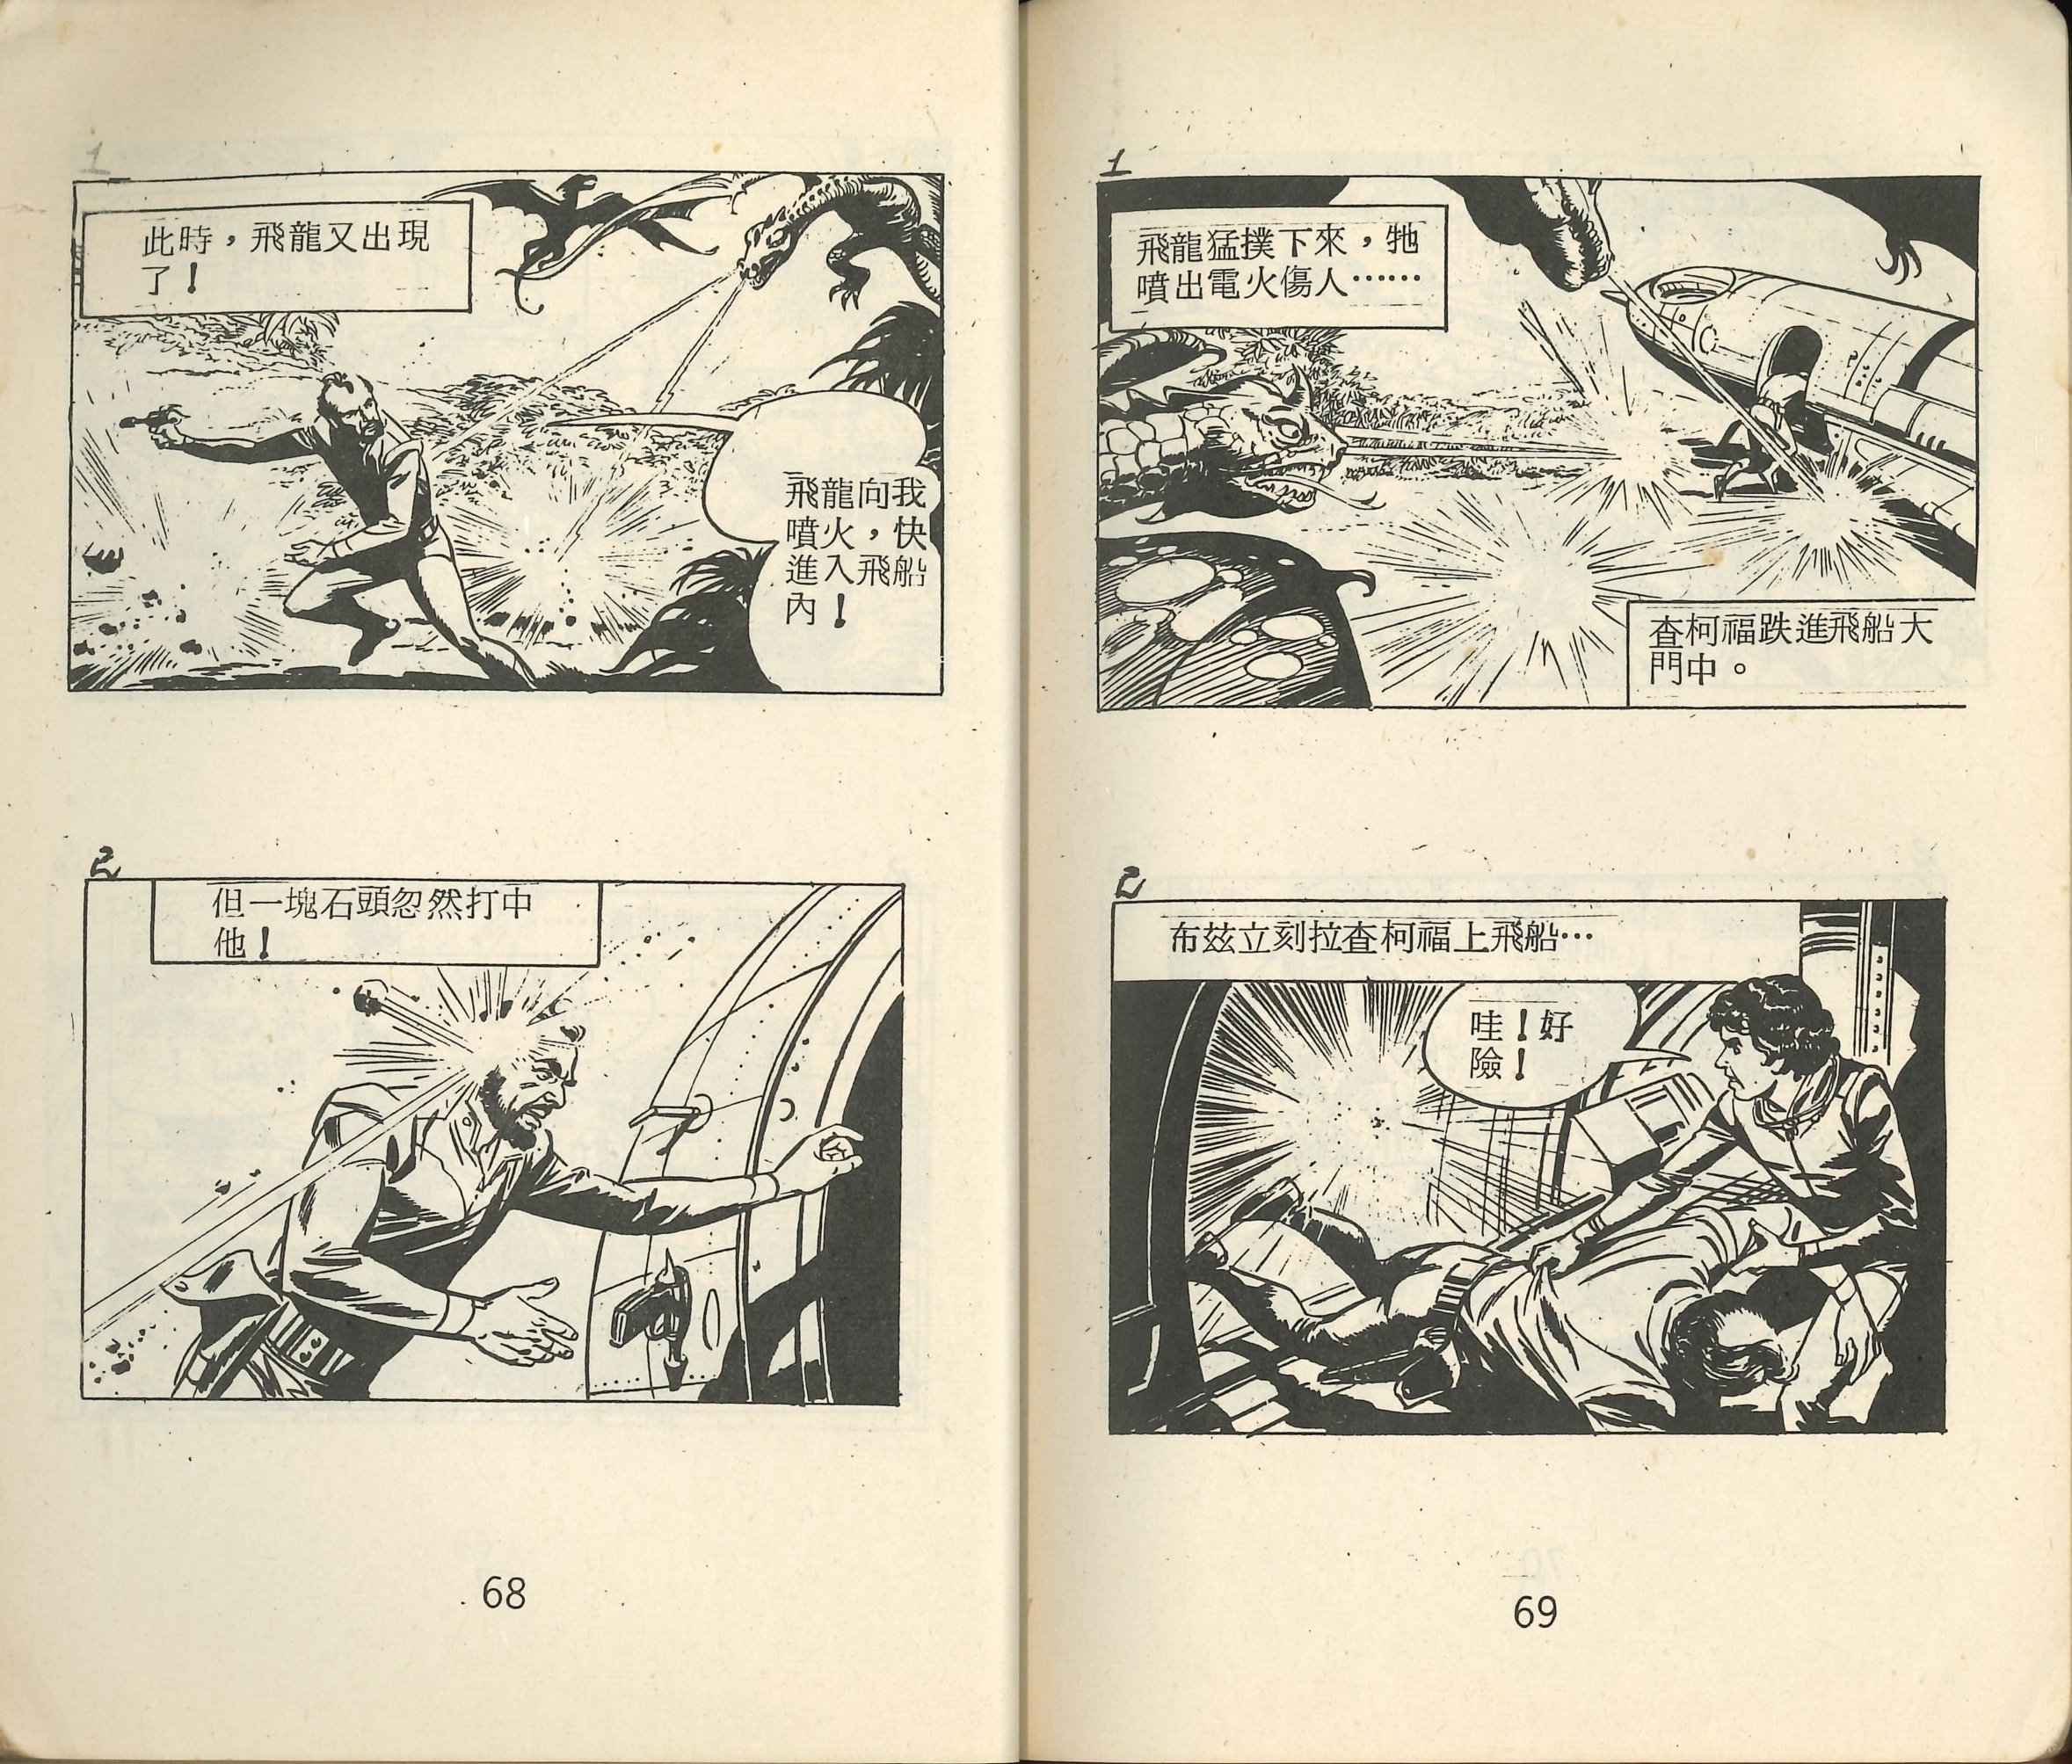 1
此時，飛龍又出現
了！
飛龍向我
噴火，快
進入飛船
內！
2
但一塊石頭忽然打中
他！
68
1
飛龍猛撲下來，牠
噴出電火傷人……
查柯福跌進飛船大
門中。
2
布玆立刻拉查柯福上飛船…
哇！好
險！
69